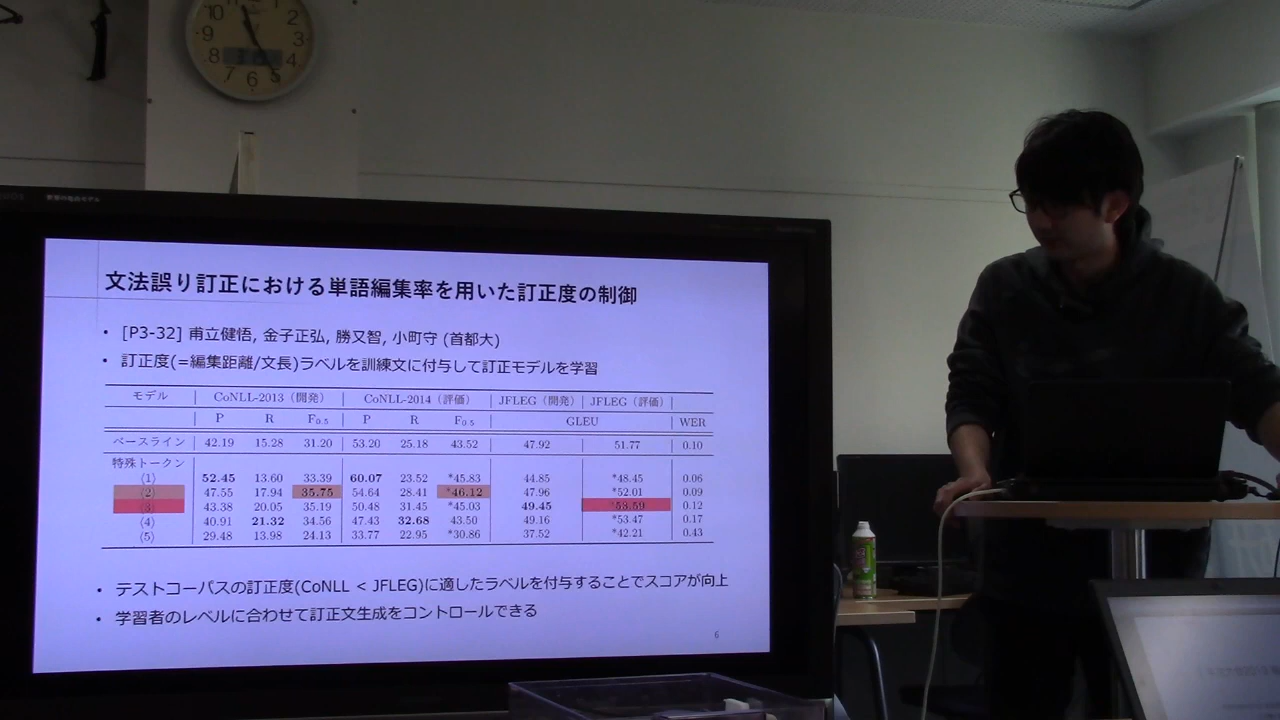 10 2 3 4 5 6 7 8 9
文法誤り訂正における単語編集率を用いた訂正度の制御
• [P3-32] 甫立健悟, 金子正弘, 勝又智, 小町守 (首都大)
• 訂正度(=編集距離/文長)ラベルを訓練文に付与して訂正モデルを学習
モデル CoNLL-2013（開発） CoNLL-2014（評価） JFLEG（開発） JFLEG（評価）
P R F0.5 P R F0.5 GLEU WER
ベースライン 42.19 15.28 31.20 53.20 25.18 43.52 47.92 51.77 0.10
特殊トークン
⟨1⟩ 52.45 13.60 33.39 60.07 23.52 *45.83 44.85 *48.45 0.06
⟨2⟩ 47.55 17.94 35.75 54.64 28.41 *46.12 47.96 *52.01 0.09
⟨3⟩ 43.38 20.05 35.19 50.48 31.45 *45.03 49.45 *53.59 0.12
⟨4⟩ 40.91 21.32 34.56 47.43 32.68 43.50 49.16 *53.47 0.17
⟨5⟩ 29.48 13.98 24.13 33.77 22.95 *30.86 37.52 *42.21 0.43
• テストコーパスの訂正度(CoNLL < JFLEG)に適したラベルを付与することでスコアが向上
• 学習者のレベルに合わせて訂正文生成をコントロールできる
6